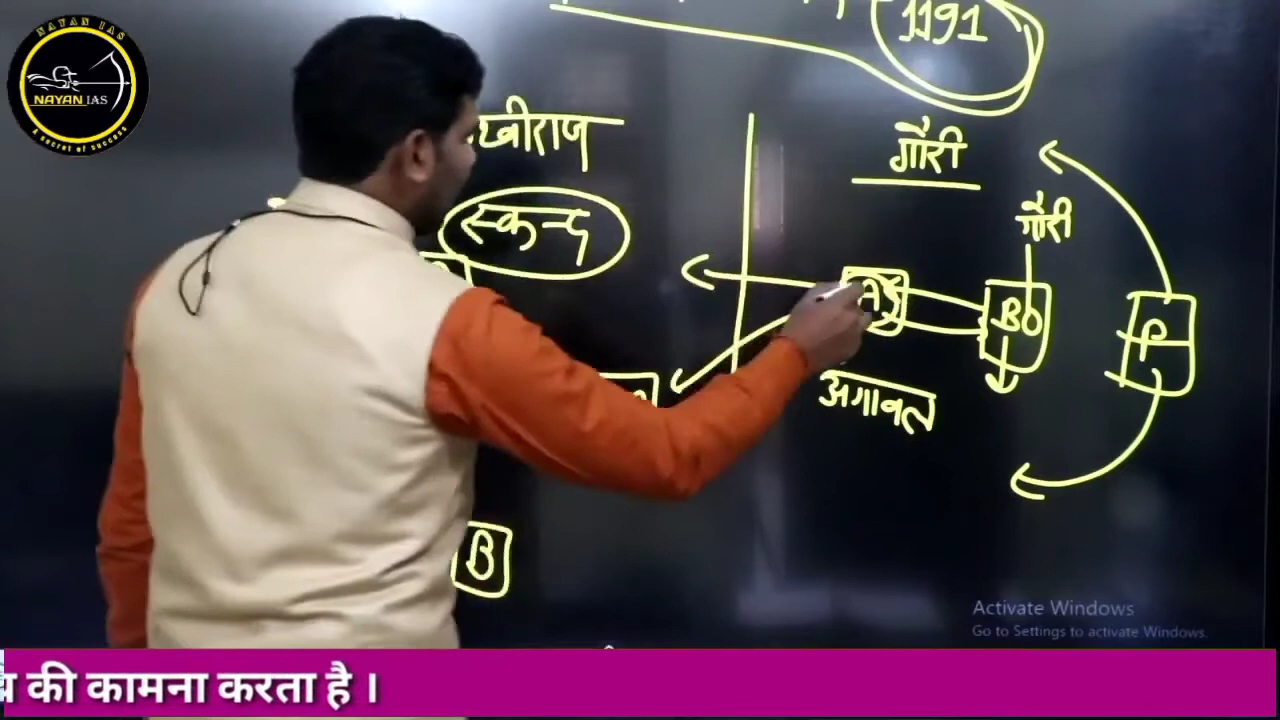 NAYAN IAS
NAYAN IAS
A secret of success
1191
थ्वीराज
गौरी
स्कन्द
गौरी
B
P
अगावल
B
Activate Windows
Go to Settings to activate Windows.
की कामना करता है ।